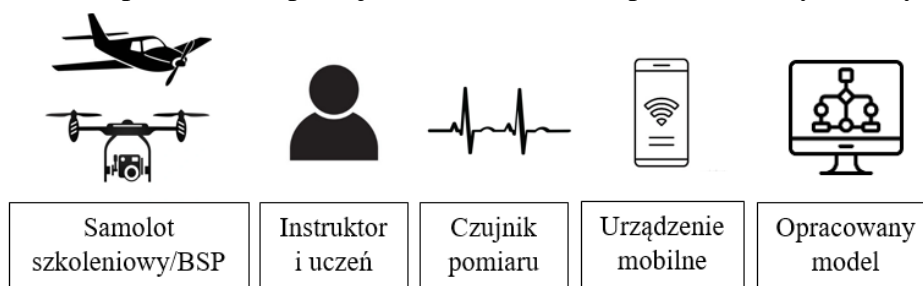 Samolot
szkoleniowy/BSP
Instruktor
i uczeń
Czujnik
pomiaru
Urządzenie
mobilne
Opracowany
model